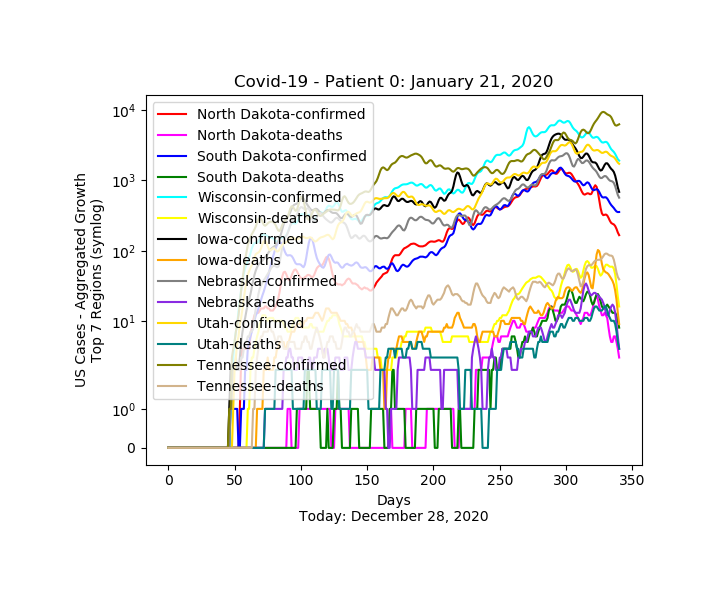 Covid-19 - Patient 0: January 21, 2020
US Cases - Aggregated Growth
Top 7 Regions (symlog)
10^4
10^3
10^2
10^1
10^0
0
North Dakota-confirmed
North Dakota-deaths
South Dakota-confirmed
South Dakota-deaths
Wisconsin-confirmed
Wisconsin-deaths
Iowa-confirmed
Iowa-deaths
Nebraska-confirmed
Nebraska-deaths
Utah-confirmed
Utah-deaths
Tennessee-confirmed
Tennessee-deaths
0 50 100 150 200 250 300 350
Days
Today: December 28, 2020